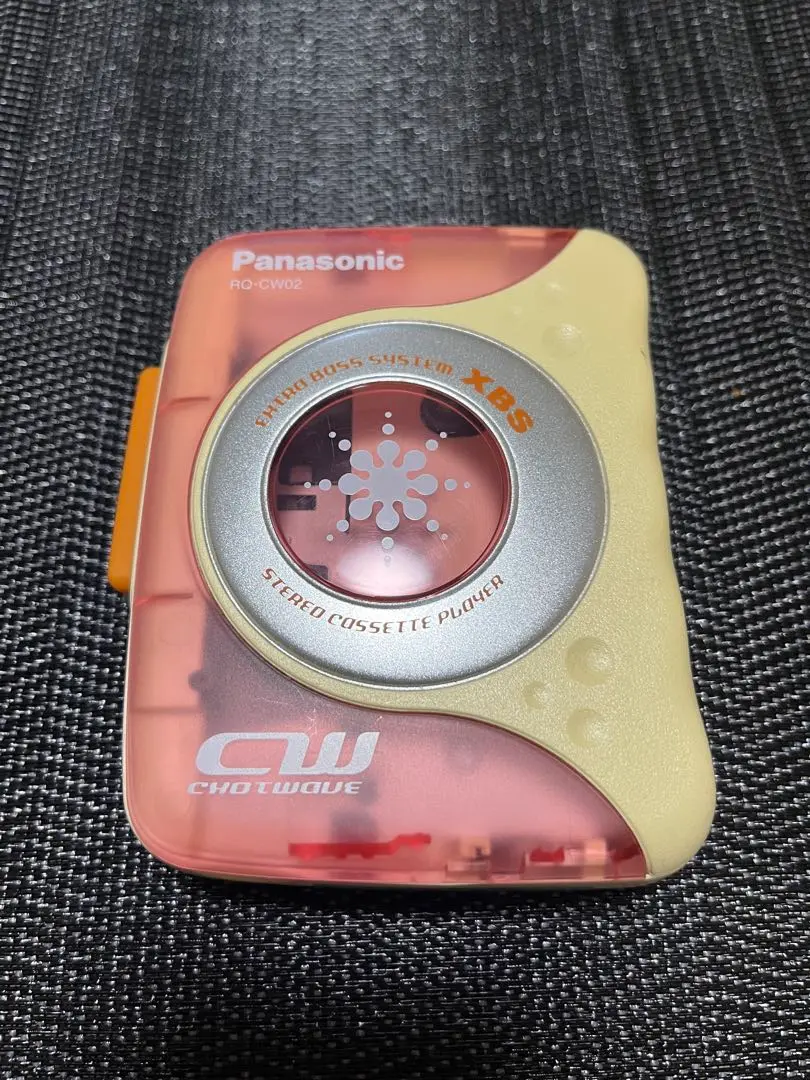 Panasonic
RQ-CW02
EXTRA BASS SYSTEM XBS
STEREO CASSETTE PLAYER
CW
CHOTWAVE